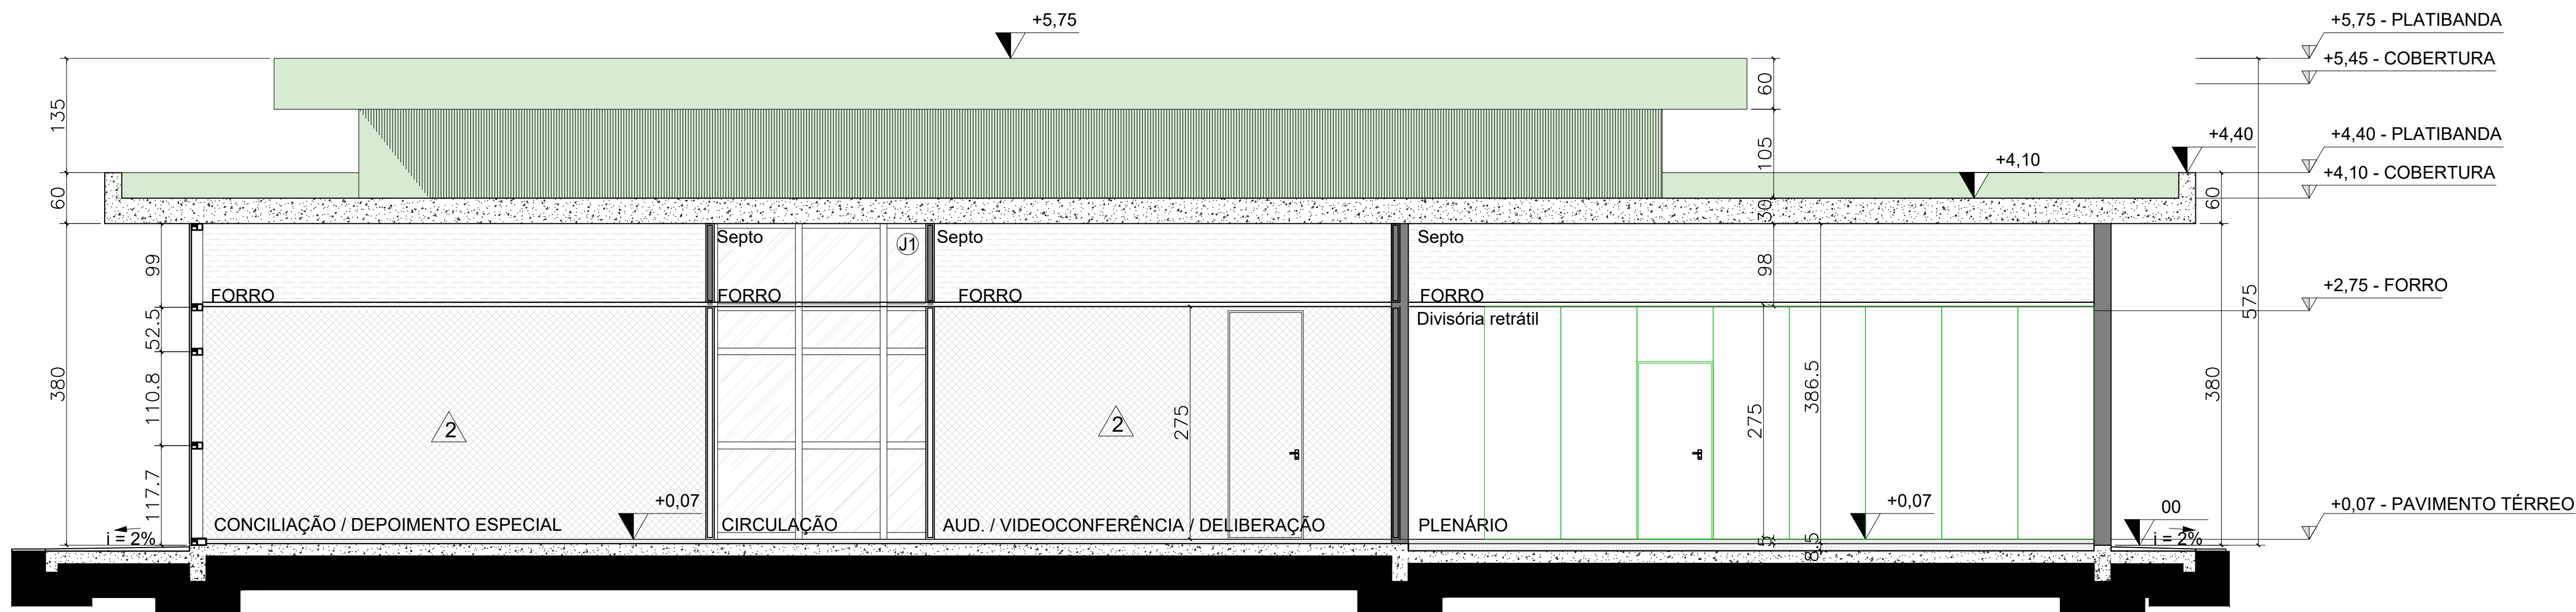 +5,75
+5,75 - PLATIBANDA
+5,45 - COBERTURA
135
60
105
+4,10
+4,40
+4,40 - PLATIBANDA
+4,10 - COBERTURA
60
30
60
Septo
J1
Septo
Septo
99
98
FORRO
FORRO
FORRO
FORRO
+2,75 - FORRO
575
52.5
Divisória retrátil
380
110.8
2
2
275
275
386.5
380
117.7
+0,07
+0,07
00
+0,07 - PAVIMENTO TÉRREO
CONCILIAÇÃO / DEPOIMENTO ESPECIAL
CIRCULAÇÃO
AUD. / VIDEOCONFERÊNCIA / DELIBERAÇÃO
PLENÁRIO
i = 2%
5
8.5
i = 2%